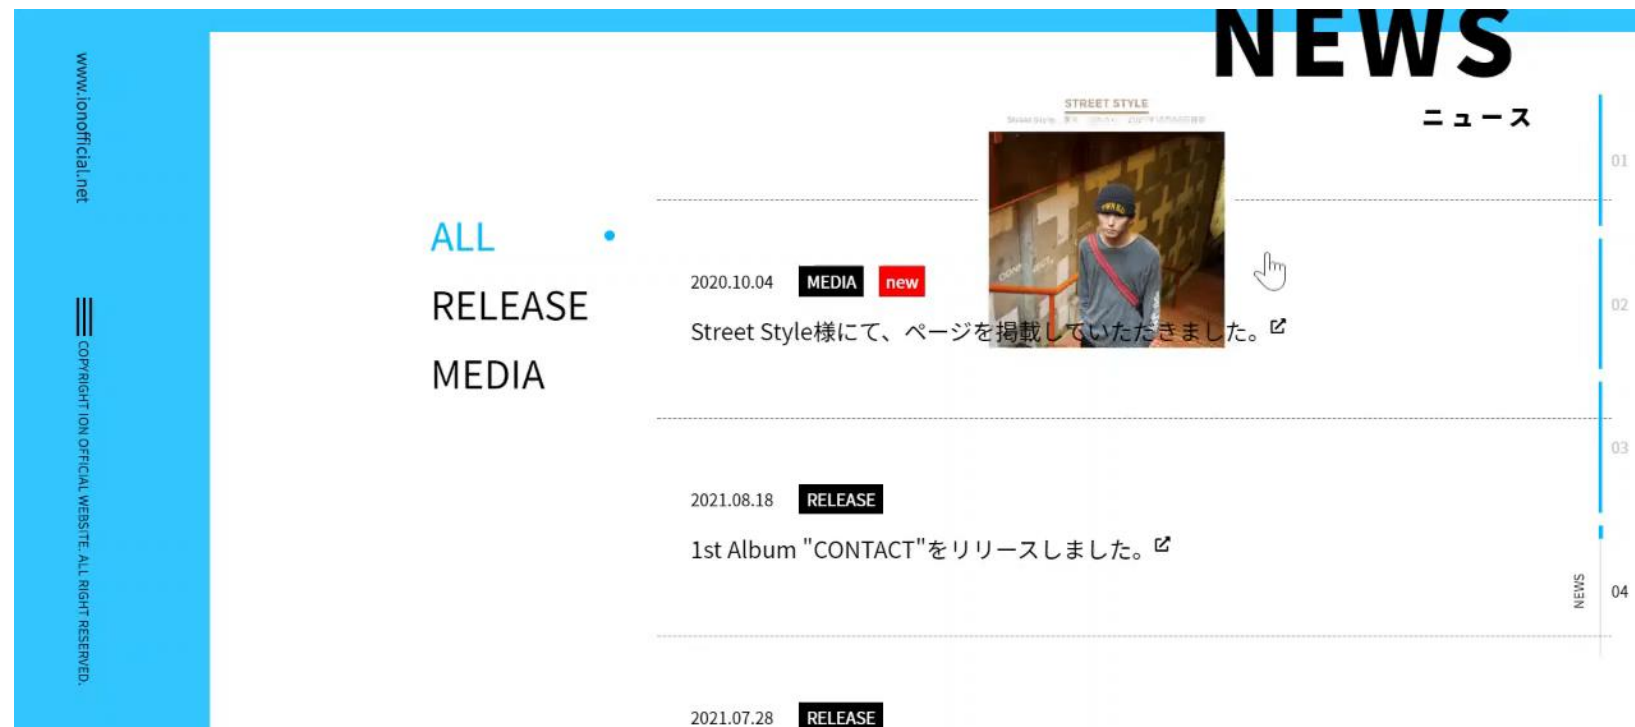 NEWS
ニュース
www.ionofficial.net
COPYRIGHT ION OFFICIAL WEBSITE. ALL RIGHT RESERVED.
STREET STYLE
ALL
RELEASE
MEDIA
2020.10.04 MEDIA new
Street Style様にて、ページを掲載していただきました。
2021.08.18 RELEASE
1st Album "CONTACT"をリリースしました。
2021.07.28 RELEASE
01
02
03
NEWS 04